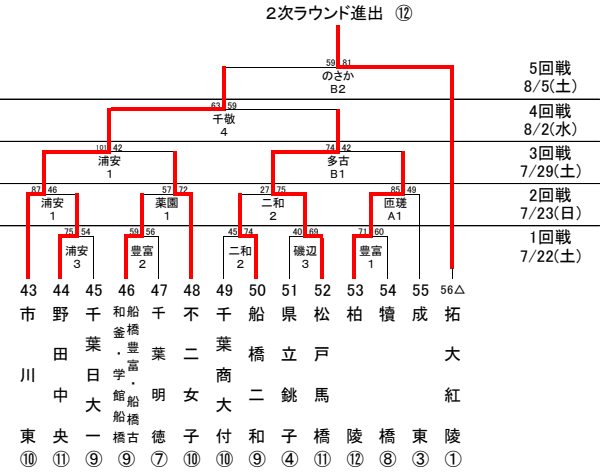 2次ラウンド進出 ⑫
59 81
のさか
B2
5回戦
8/5(土)
63 59
千敬
4
4回戦
8/2(水)
101 42
浦安
1
74 42
多古
B1
3回戦
7/29(土)
87 46
浦安
1
57 72
薬園
1
27 75
二和
2
85 49
匝瑳
A1
2回戦
7/23(日)
75 54
浦安
3
59 56
豊富
2
45 74
二和
2
40 69
磯辺
3
71 60
豊富
1
1回戦
7/22(土)
43 44 45 46 47 48 49 50 51 52 53 54 55 56△
市川東
野田中央
千葉日大一
船橋豊富・船橋古
和釜・学館船橋
千葉明徳
不二女子
千葉商大付
船橋二和
県立銚子
松戸馬橋
柏陵
犢橋
成東
拓大紅陵
⑩ ⑪ ⑨ ⑨ ⑦ ⑩ ⑩ ⑨ ④ ⑪ ⑫ ⑧ ③ ①